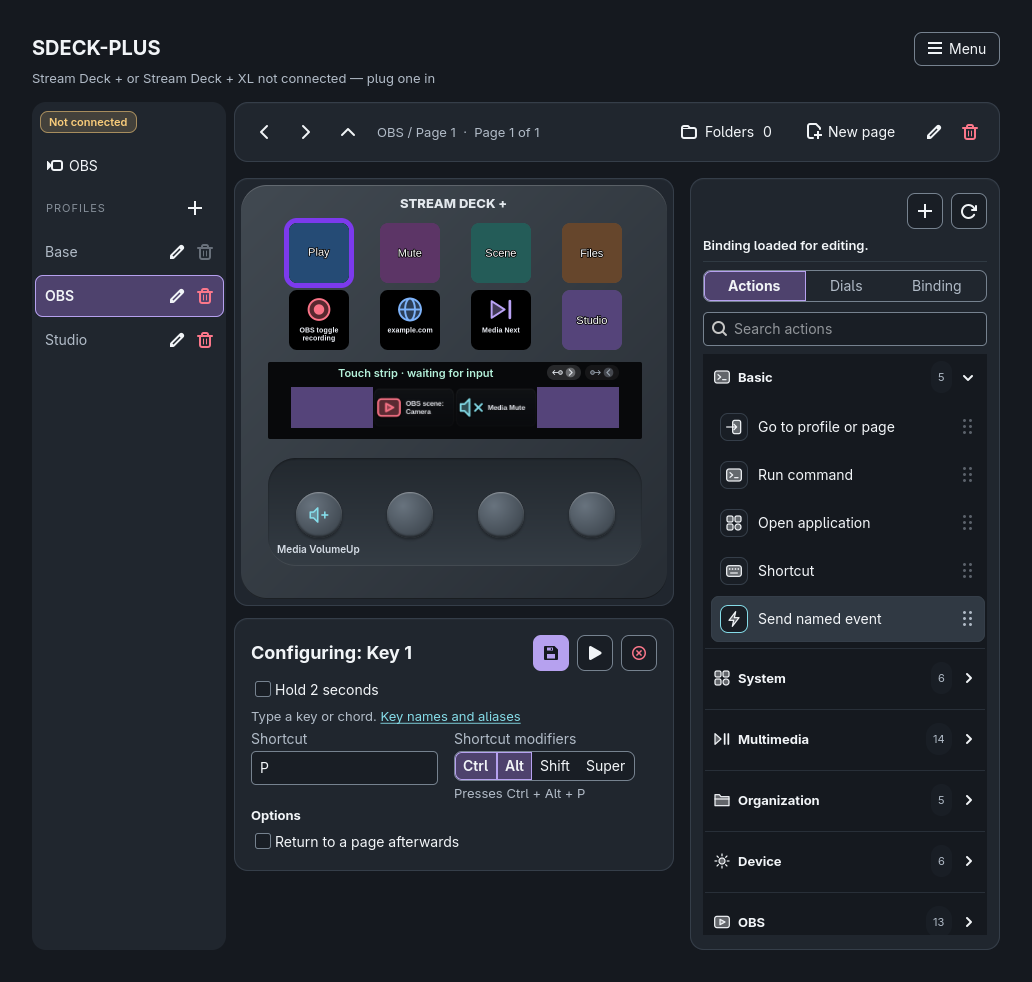 SDECK-PLUS
Menu
Stream Deck + or Stream Deck + XL not connected — plug one in
Not connected
OBS
PROFILES
Base
OBS
Studio
OBS / Page 1 · Page 1 of 1
Folders 0
New page
STREAM DECK +
Play
Mute
Scene
Files
OBS toggle
recording
example.com
Media Next
Studio
Touch strip · waiting for input
OBS scene:
Camera
Media Mute
Media VolumeUp
Configuring: Key 1
Hold 2 seconds
Type a key or chord. Key names and aliases
Shortcut
P
Shortcut modifiers
Ctrl Alt Shift Super
Presses Ctrl + Alt + P
Options
Return to a page afterwards
Binding loaded for editing.
Actions Dials Binding
Search actions
Basic 5
Go to profile or page
Run command
Open application
Shortcut
Send named event
System 6
Multimedia 14
Organization 5
Device 6
OBS 13